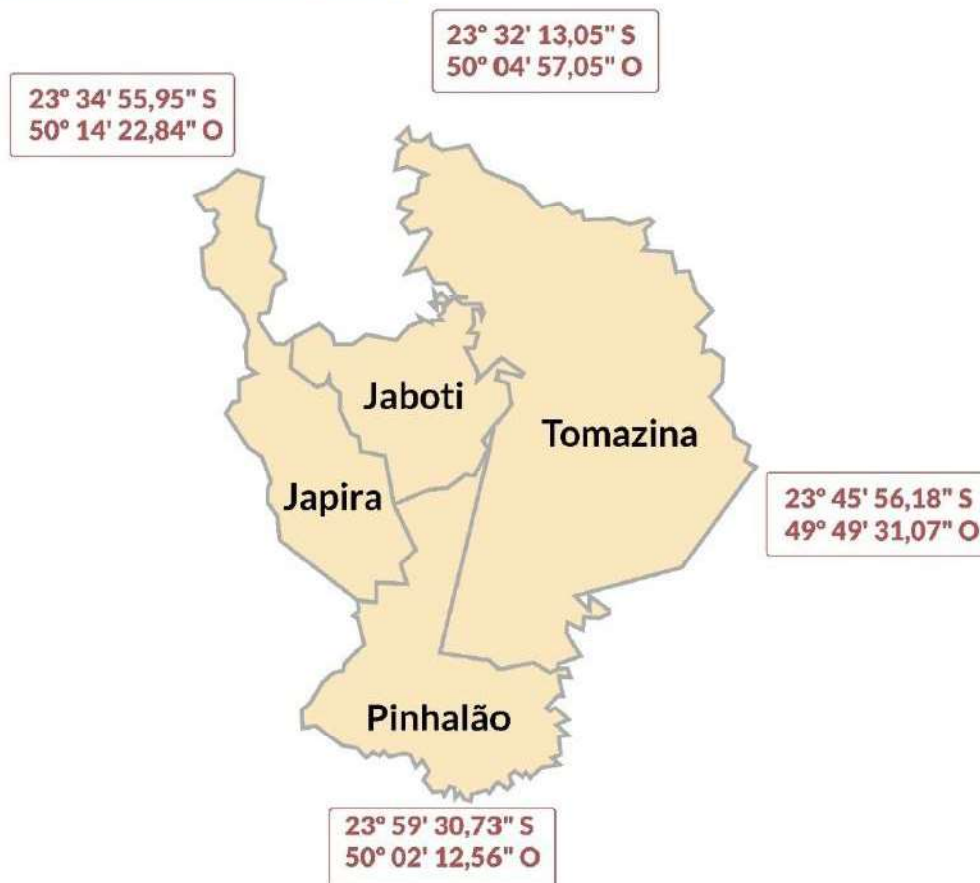 23° 32' 13,05" S
50° 04' 57,05" O
23° 34' 55,95" S
50° 14' 22,84" O
Jaboti
Tomazina
Japira
23° 45' 56,18" S
49° 49' 31,07" O
Pinhalão
23° 59' 30,73" S
50° 02' 12,56" O